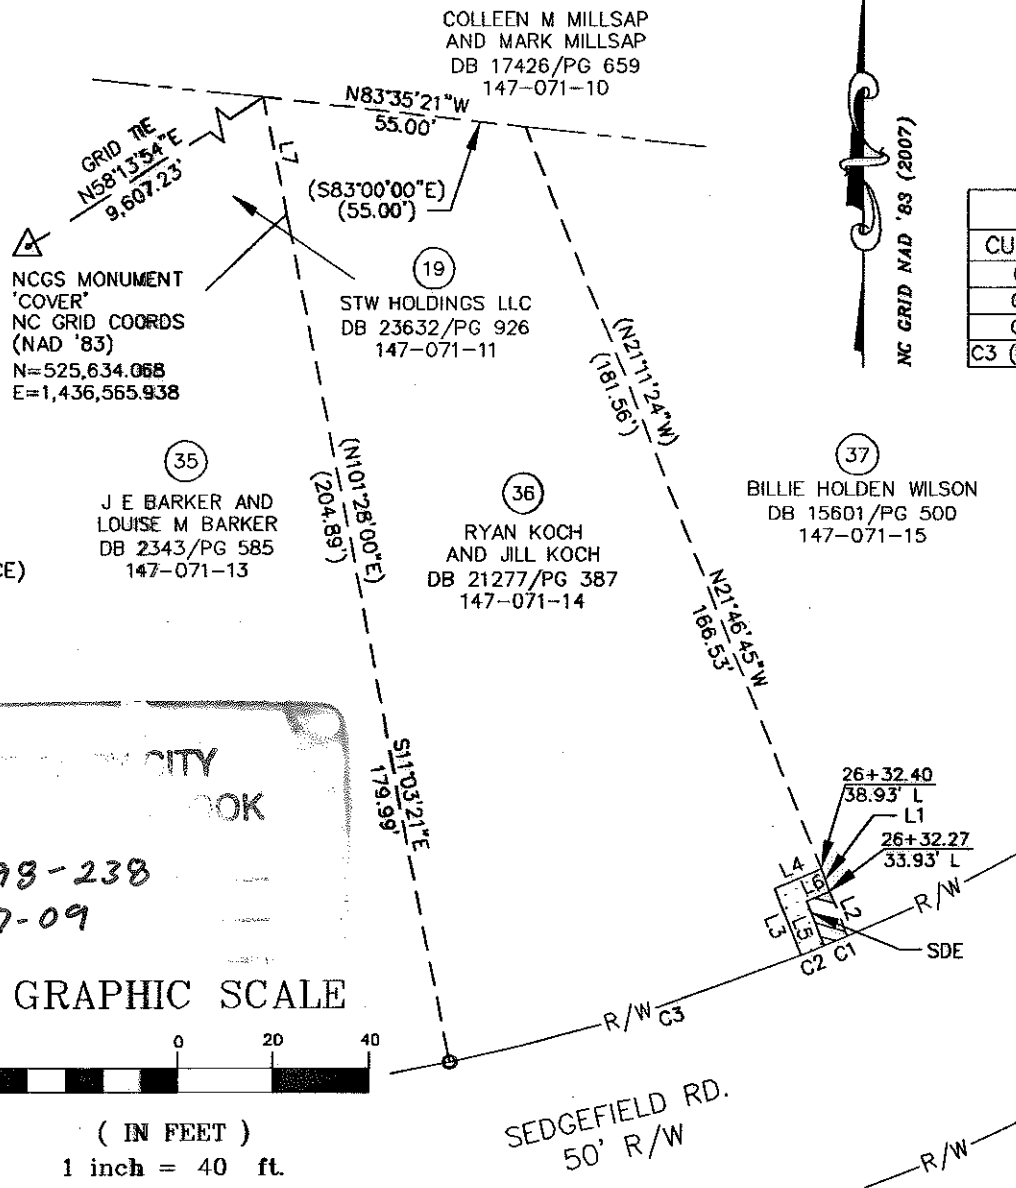 COLLEEN M MILLSAP
AND MARK MILLSAP
DB 17426/PG 659
147-071-10
N83°35'21"W
55.00'
GRID TIE
N58°13'54"E
9,607.23'
L7
(S83°00'00"E)
(55.00')
NCGS MONUMENT
'COVER'
NC GRID COORDS
(NAD '83)
N=525,634.068
E=1,436,565.938
19
STW HOLDINGS LLC
DB 23632/PG 926
147-071-11
NC GRID NAD '83 (2007)
CU
C3 (
(N21°11'24"W)
(181.56')
35
J E BARKER AND
LOUISE M BARKER
DB 2343/PG 585
147-071-13
CE)
(N101°28'00"E)
(204.89')
36
RYAN KOCH
AND JILL KOCH
DB 21277/PG 387
147-071-14
37
BILLIE HOLDEN WILSON
DB 15601/PG 500
147-071-15
N21°46'45"W
166.53'
S11°03'21"E
179.99'
CITY
OOK
98-238
7-09
26+32.40
38.93' L
L1
26+32.27
33.93' L
L4
L6
L3
L5
L2
R/W
SDE
C2
C1
R/W
C3
GRAPHIC SCALE
0 20 40
( IN FEET )
1 inch = 40 ft.
SEDGEFIELD RD.
50' R/W
R/W